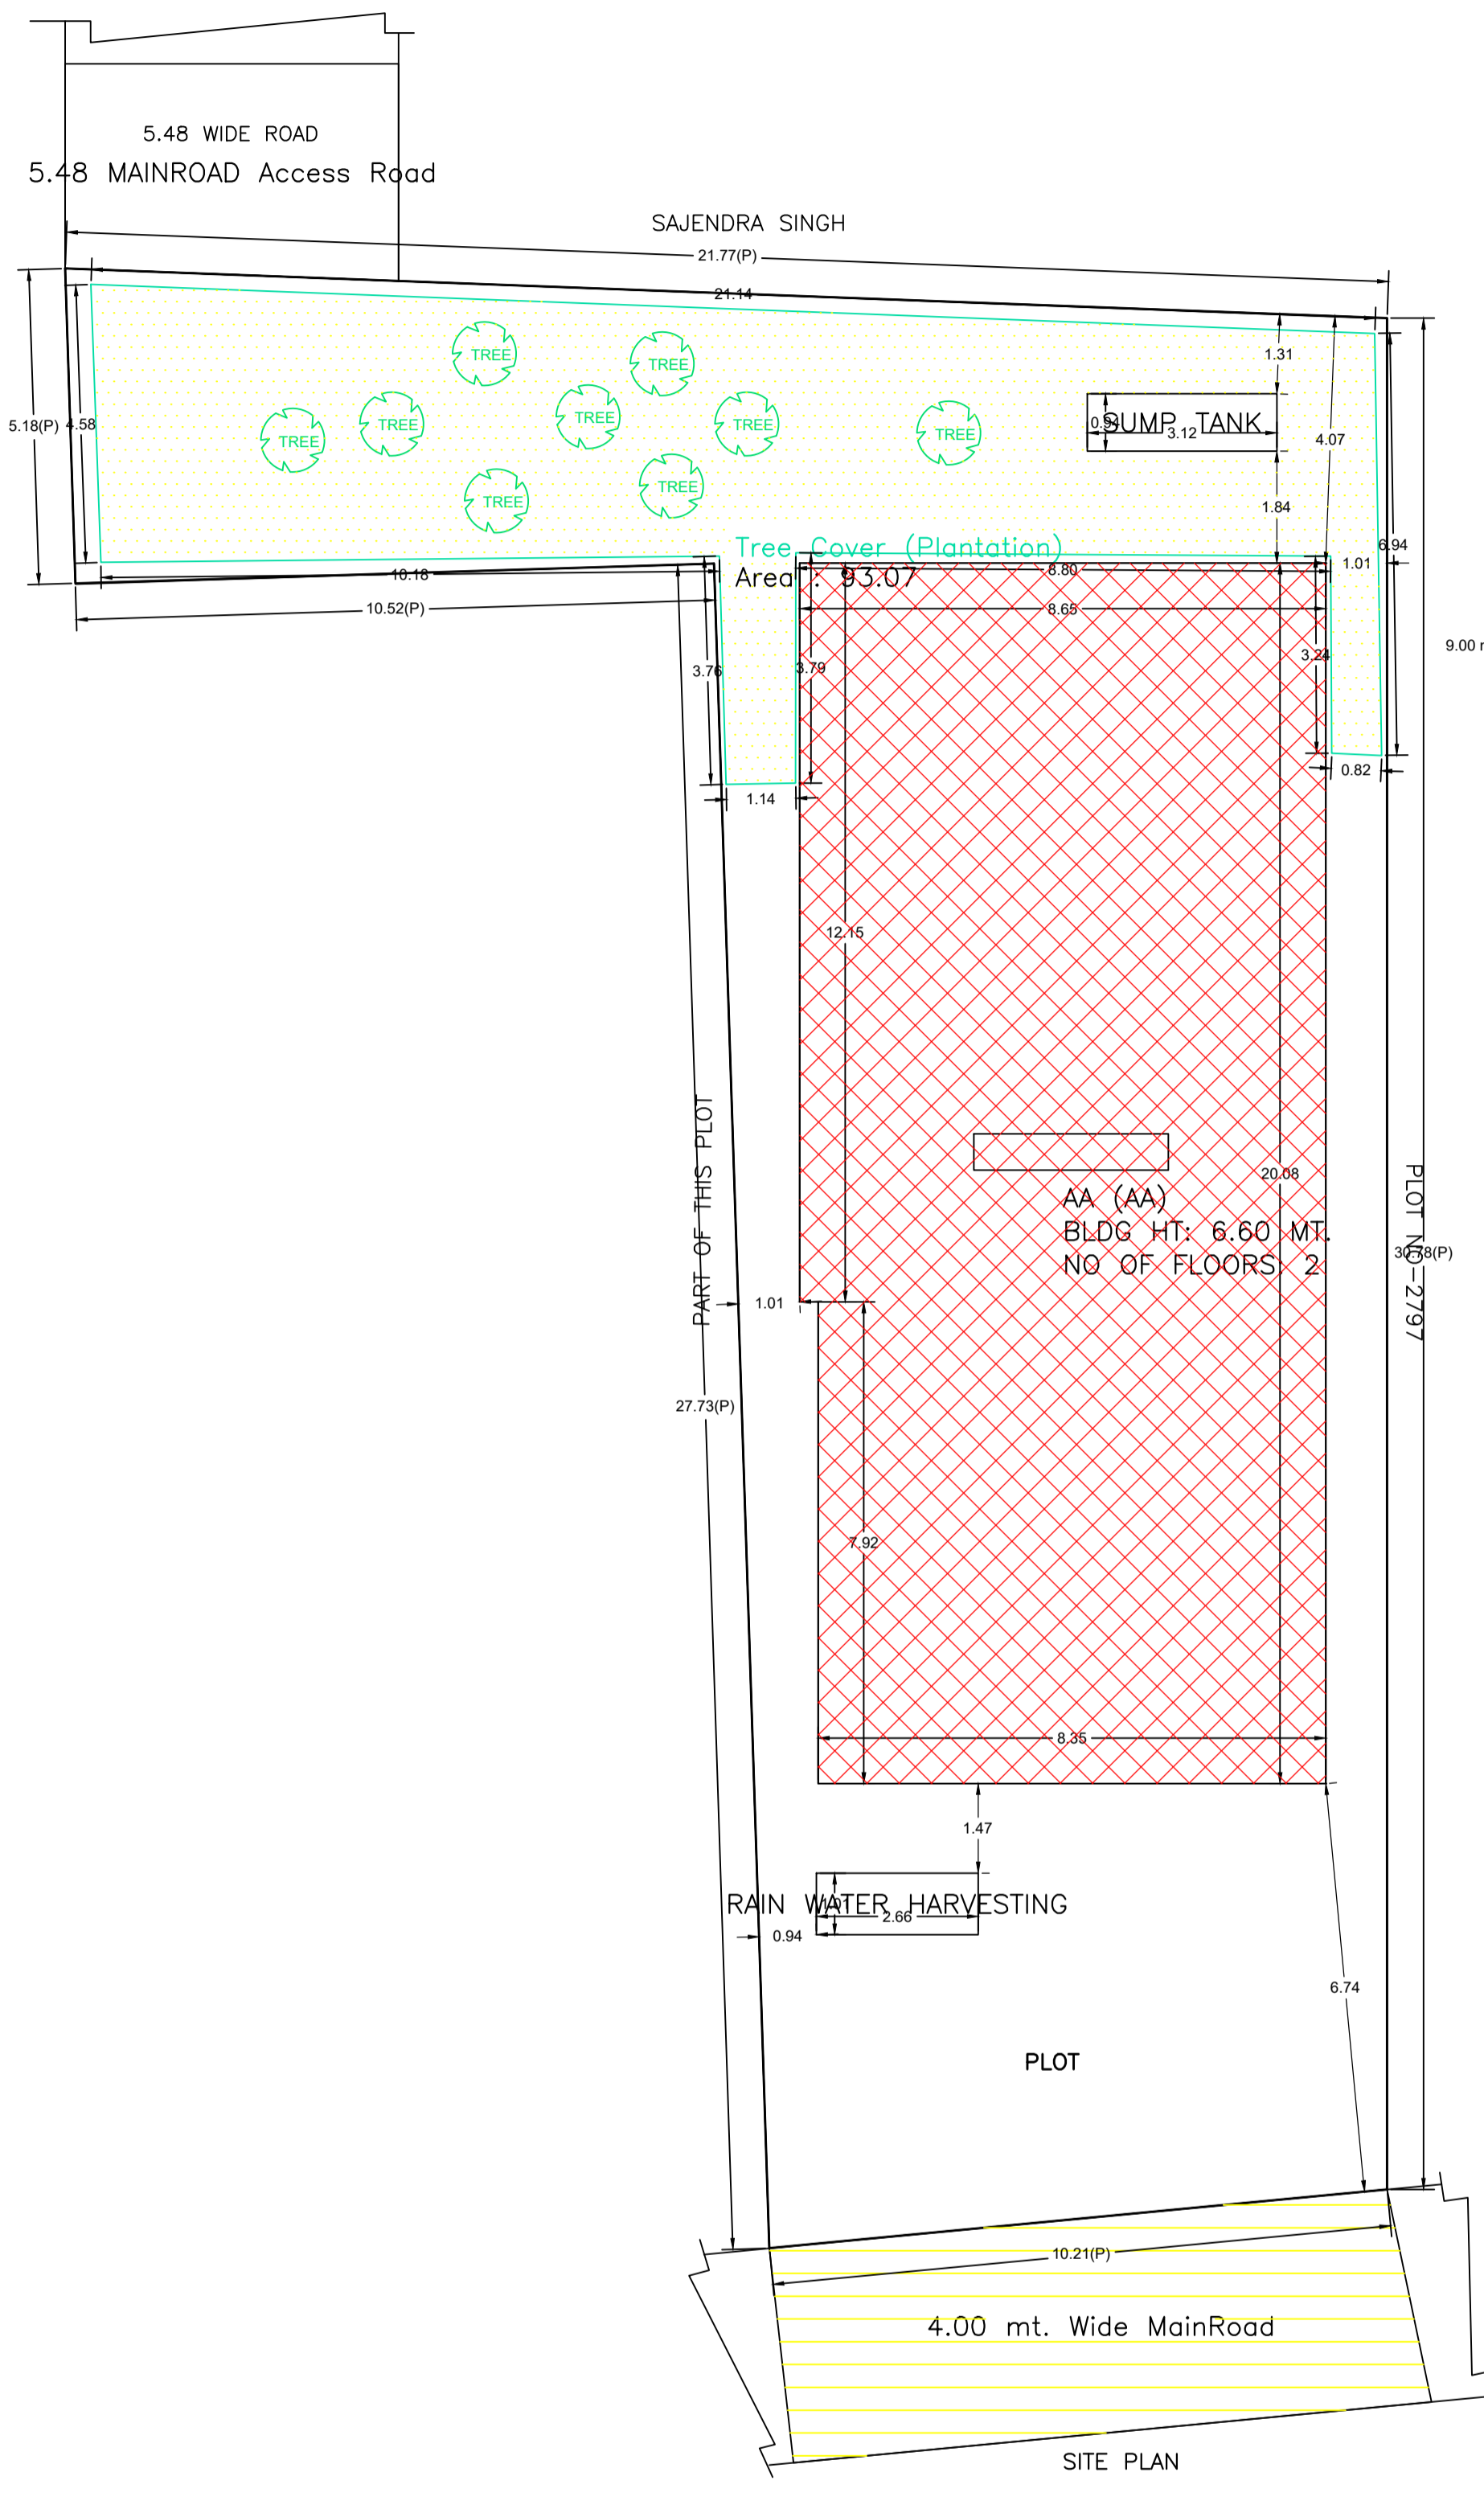 5.48 WIDE ROAD
5.48 MAINROAD Access Road
SAJENDRA SINGH
21.77(P)
21.14
1.31
TREE
TREE
TREE
TREE
TREE
TREE
TREE
TREE
TREE
5.18(P)
4.58
0.94
SUMP TANK
3.12
4.07
1.84
6.94
Tree Cover (Plantation)
Area : 93.07
10.18
8.80
1.01
10.52(P)
8.65
9.00
3.76
3.79
3.24
1.14
0.82
12.15
PART OF THIS PLOT
20.08
AA (AA)
BLDG HT: 6.60 MT.
NO OF FLOORS 2
PLOT NO-2797
30.78(P)
1.01
27.73(P)
7.92
8.35
1.47
RAIN WATER HARVESTING
1.01
2.66
0.94
6.74
PLOT
10.21(P)
4.00 mt. Wide MainRoad
SITE PLAN